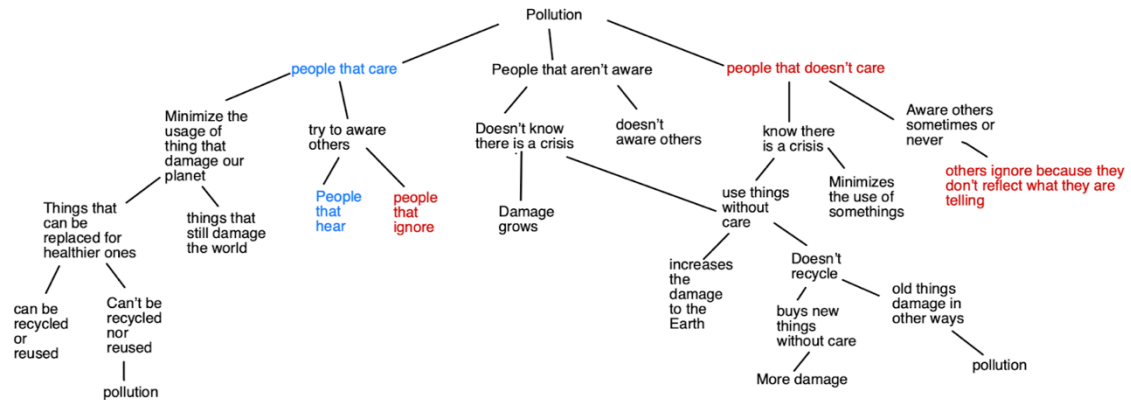 Pollution
people that care
People that aren't aware
people that doesn't care
Minimize the
usage of
thing that
damage our
planet
try to aware
others
Doesn't know
there is a crisis
doesn't
aware others
know there
is a crisis
Aware others
sometimes or
never
others ignore because they
don't reflect what they are
telling
People
that
hear
people
that
ignore
Things that
can be
replaced for
healthier ones
things that
still damage
the world
Damage
grows
use things
without
care
Minimizes
the use of
somethings
can be
recycled
or
reused
Can't be
recycled
nor
reused
increases
the
damage
to the
Earth
Doesn't
recycle
old things
damage in
other ways
buys new
things
without care
pollution
More damage
pollution